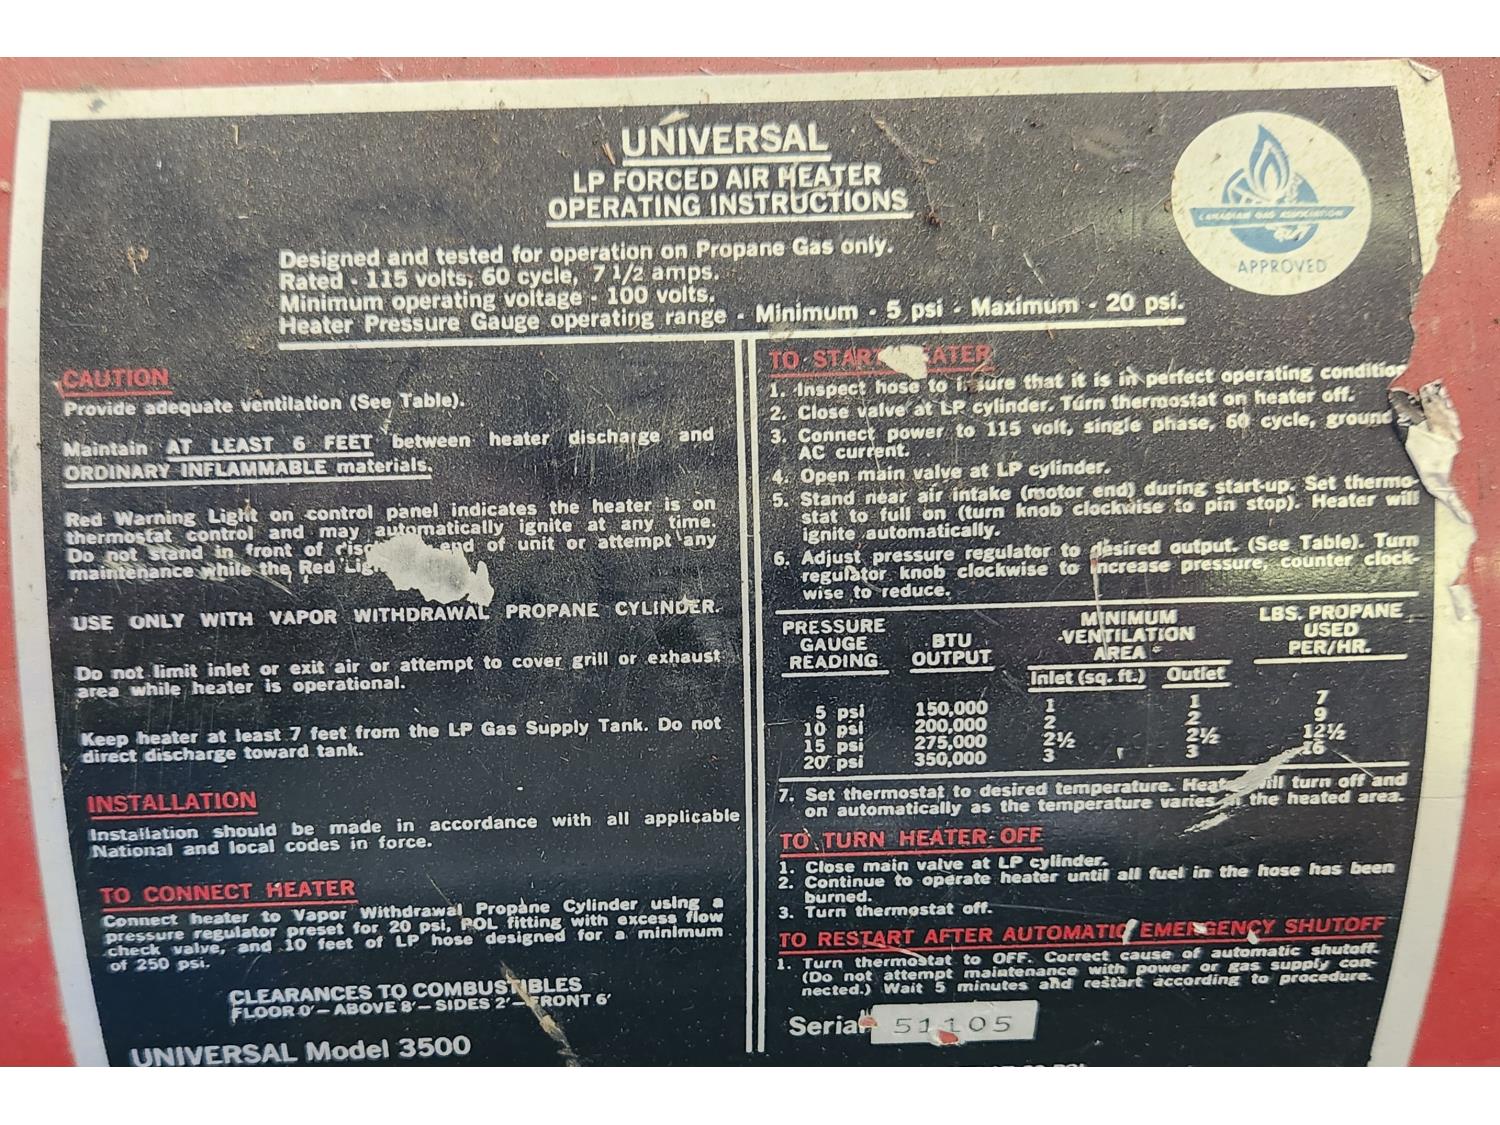 UNIVERSAL
LP FORCED AIR HEATER
OPERATING INSTRUCTIONS
CANADIAN GAS ASSOCIATION
APPROVED
Designed and tested for operation on Propane Gas only.
Rated - 115 volts, 60 cycle, 7 1/2 amps.
Minimum operating voltage - 100 volts.
Heater Pressure Gauge operating range - Minimum - 5 psi - Maximum - 20 psi.
CAUTION
Provide adequate ventilation (See Table).
Maintain AT LEAST 6 FEET between heater discharge and
ORDINARY INFLAMMABLE materials.
Red Warning Light on control panel indicates the heater is on
thermostat control and may automatically ignite at any time.
Do not stand in front of end of unit or attempt any
maintenance while the Red
USE ONLY WITH VAPOR WITHDRAWAL PROPANE CYLINDER.
Do not limit inlet or exit air or attempt to cover grill or exhaust
area while heater is operational.
Keep heater at least 7 feet from the LP Gas Supply Tank. Do not
direct discharge toward tank.
INSTALLATION
Installation should be made in accordance with all applicable
National and local codes in force.
TO CONNECT HEATER
Connect heater to Vapor Withdrawal Propane Cylinder using a
pressure regulator preset for 20 psi, POL fitting with excess flow
check valve, and 10 feet of LP hose designed for a minimum
of 250 psi.
CLEARANCES TO COMBUSTIBLES
FLOOR 0' — ABOVE 8' — SIDES 2' — FRONT 6'
UNIVERSAL Model 3500
TO START HEATER
1. Inspect hose to sure that it is in perfect operating condition
2. Close valve at LP cylinder. Turn thermostat on heater off.
3. Connect power to 115 volt, single phase, 60 cycle, ground
AC current.
4. Open main valve at LP cylinder.
5. Stand near air intake (motor end) during start-up. Set thermo-
stat to full on (turn knob clockwise to pin stop). Heater will
ignite automatically.
6. Adjust pressure regulator to desired output. (See Table). Turn
regulator knob clockwise to increase pressure, counter clock-
wise to reduce.
PRESSURE GAUGE READING BTU OUTPUT MINIMUM VENTILATION AREA LBS. PROPANE USED PER/HR.
Inlet (sq. ft.) Outlet
5 psi 150,000 1 1 7
10 psi 200,000 2 2 9
15 psi 275,000 2½ 2½ 12½
20 psi 350,000 3 3 16
7. Set thermostat to desired temperature. Heater will turn off and
on automatically as the temperature varies in the heated area.
TO TURN HEATER OFF
1. Close main valve at LP cylinder.
2. Continue to operate heater until all fuel in the hose has been
burned.
3. Turn thermostat off.
TO RESTART AFTER AUTOMATIC EMERGENCY SHUTOFF
1. Turn thermostat to OFF. Correct cause of automatic shutoff.
(Do not attempt maintenance with power or gas supply con-
nected.) Wait 5 minutes and restart according to procedure.
Serial 51105